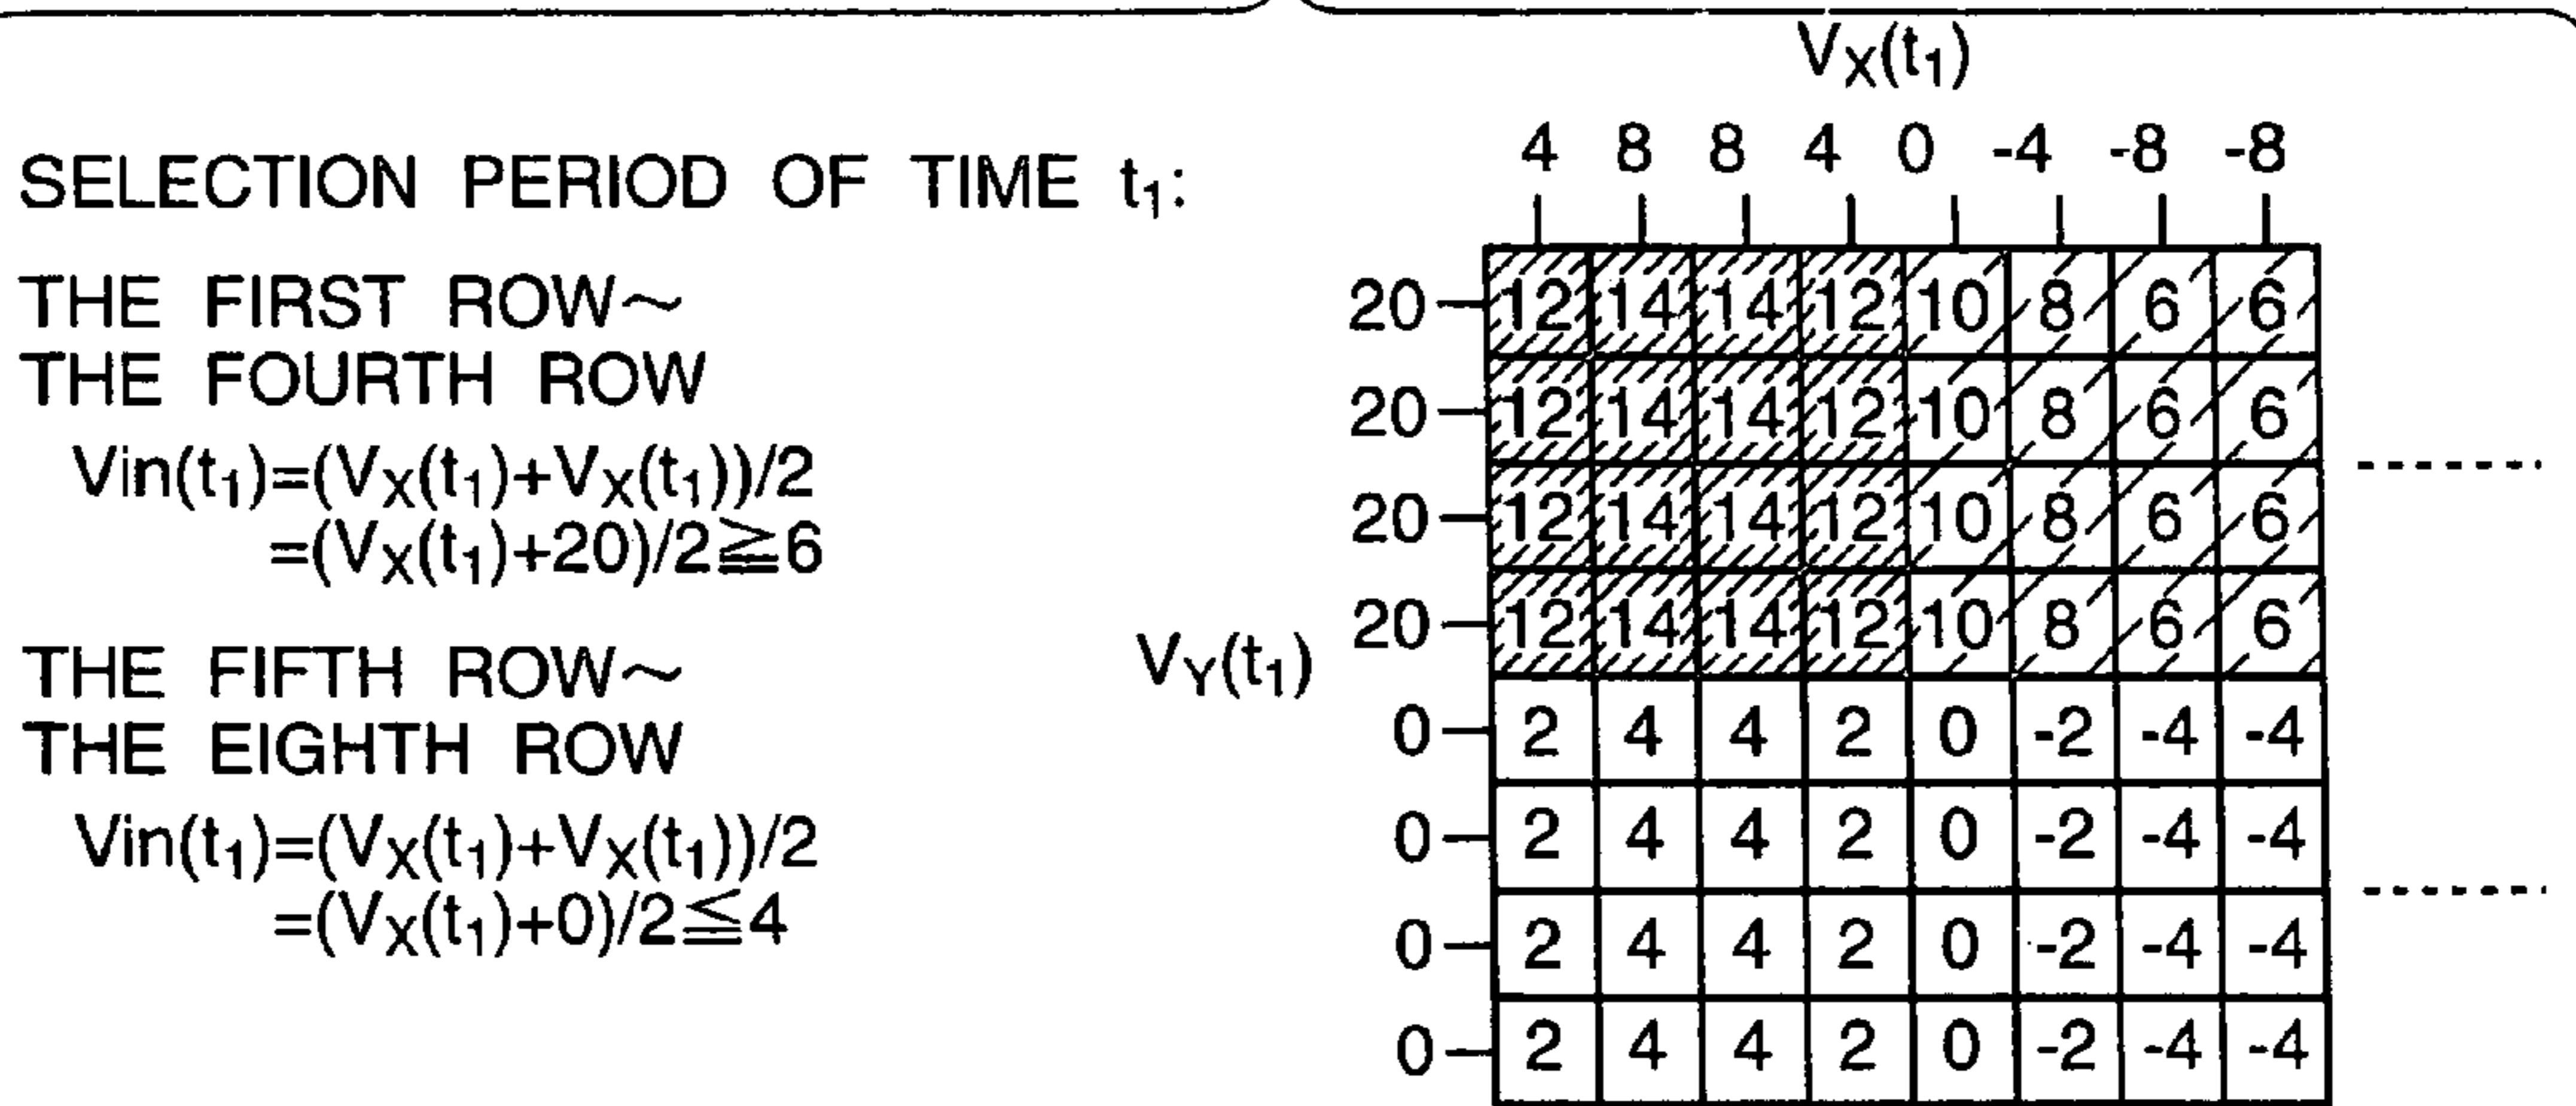 SELECTION PERIOD OF TIME t₁:
THE FIRST ROW~
THE FOURTH ROW
Vin(t₁)=(Vₓ(t₁)+Vₓ(t₁))/2
=(Vₓ(t₁)+20)/2≧6
THE FIFTH ROW~
THE EIGHTH ROW
Vin(t₁)=(Vₓ(t₁)+Vₓ(t₁))/2
=(Vₓ(t₁)+0)/2≦4
Vₓ(t₁)
4 8 8 4 0 -4 -8 -8
V_Y(t₁)
20 12 14 14 12 10 8 6 6
20 12 14 14 12 10 8 6 6
20 12 14 14 12 10 8 6 6
20 12 14 14 12 10 8 6 6
0 2 4 4 2 0 -2 -4 -4
0 2 4 4 2 0 -2 -4 -4
0 2 4 4 2 0 -2 -4 -4
0 2 4 4 2 0 -2 -4 -4